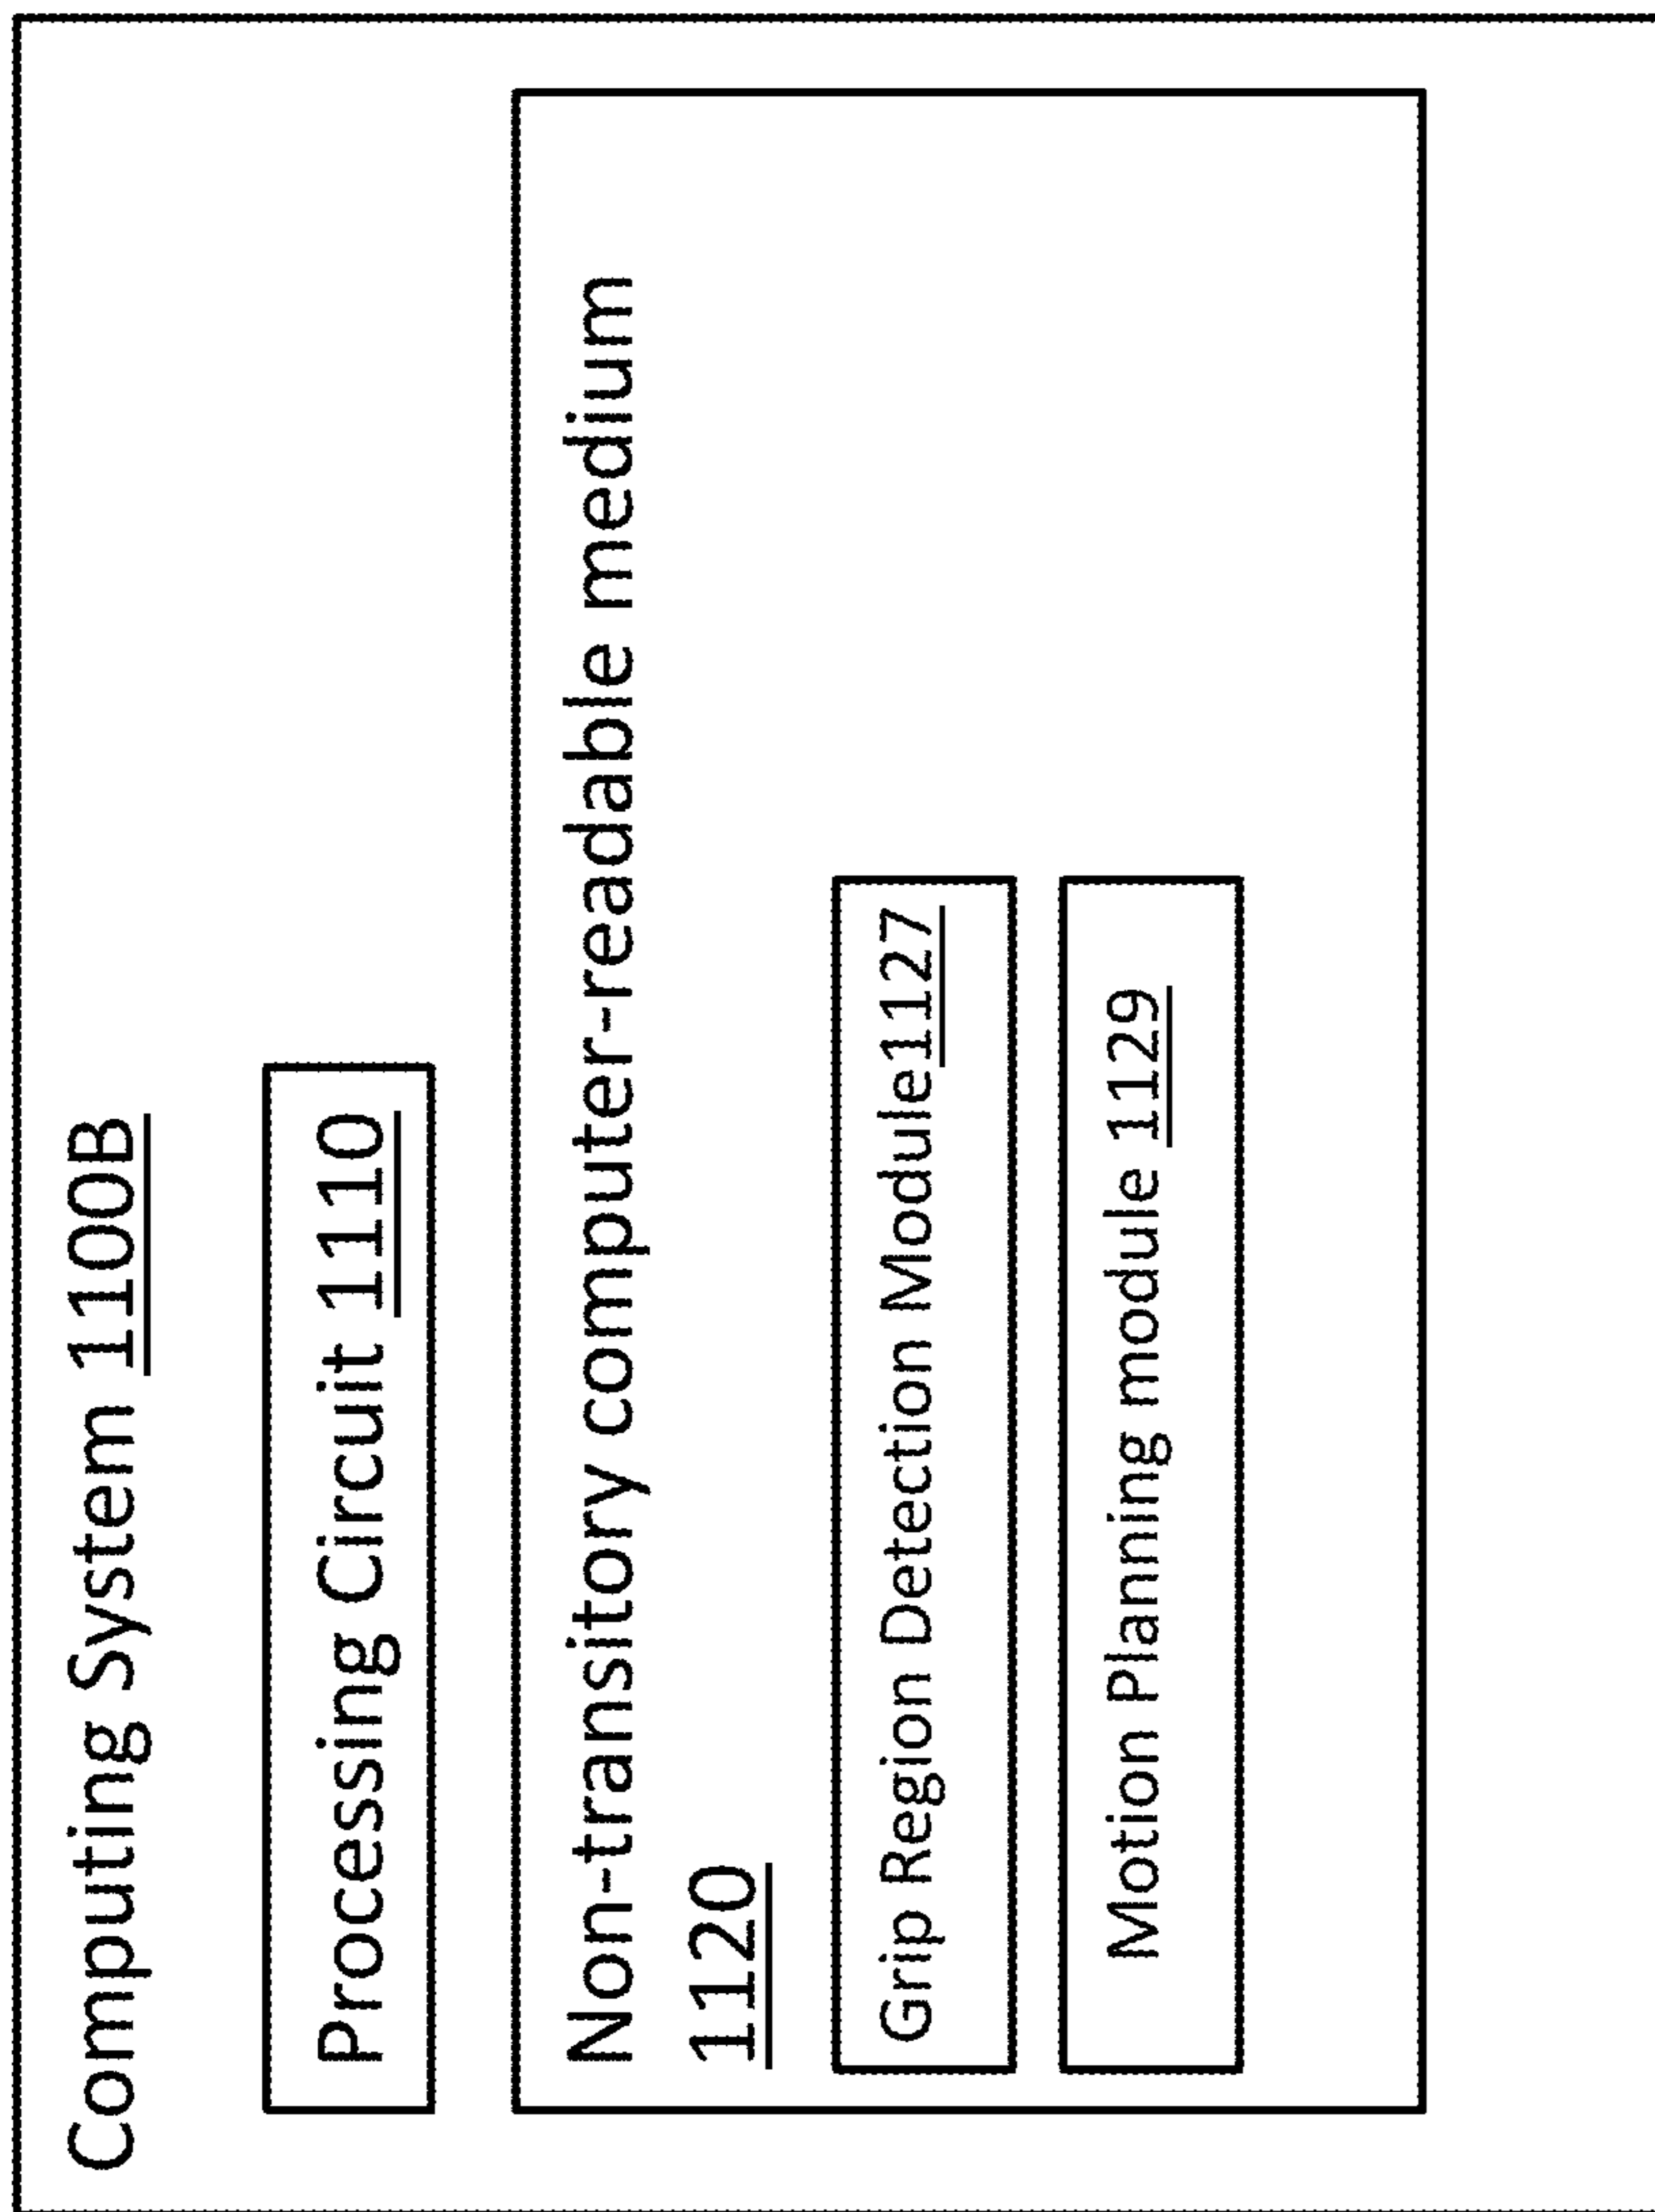 Computing System 1100B
Processing Circuit 1110
Non-transitory computer-readable medium
1120
Grip Region Detection Module1127
Motion Planning module 1129